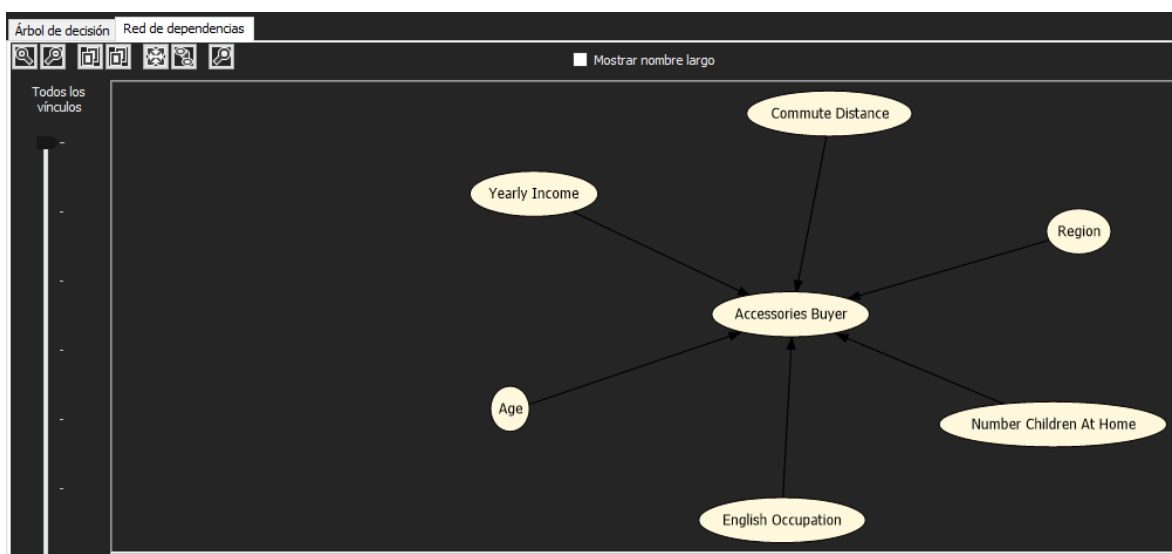 Árbol de decisión
Red de dependencias
Mostrar nombre largo
Todos los
vínculos
Commute Distance
Yearly Income
Region
Accessories Buyer
Age
Number Children At Home
English Occupation